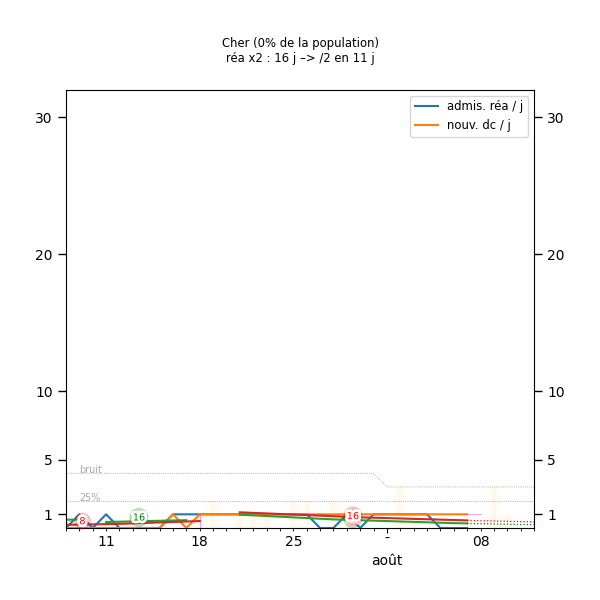 Cher (0% de la population)
réa x2 : 16 j –> /2 en 11 j
admis. réa / j
nouv. dc / j
30 30
20 20
10 10
5 5
bruit
25%
1 8 16 16 1
11 18 25 - 08
août